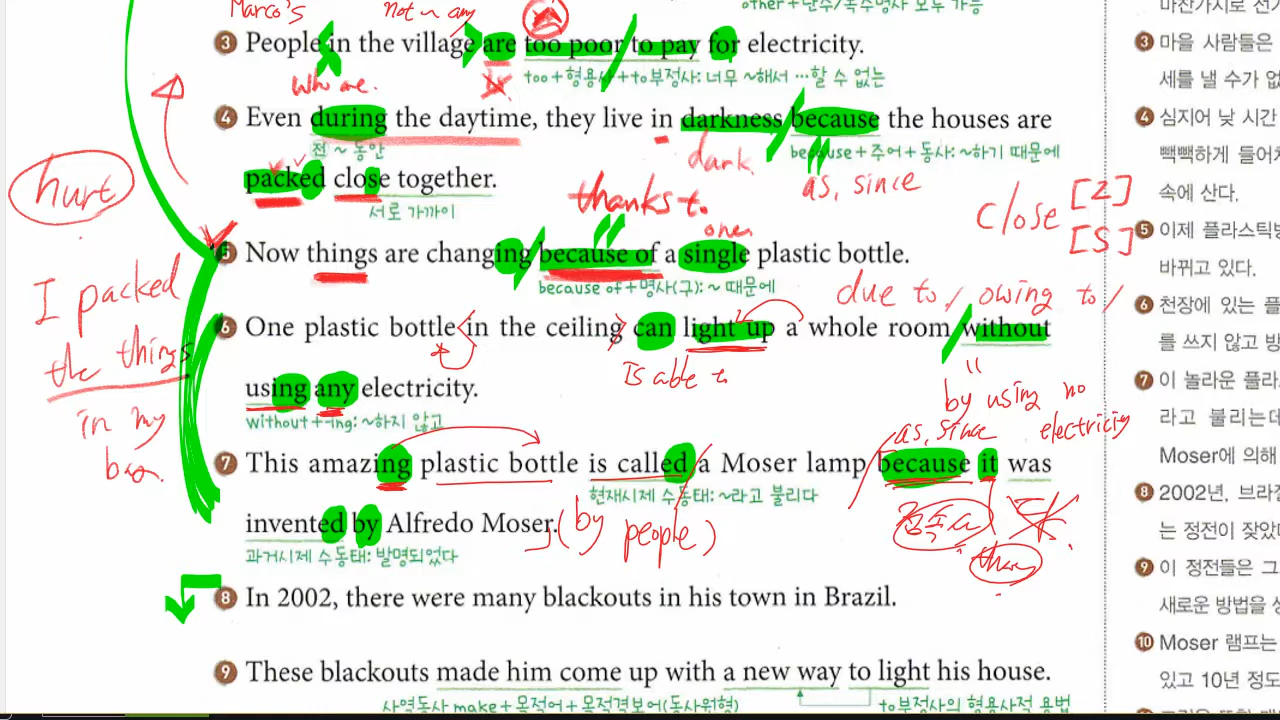 Marco's
not ~ any
other + 단수/복수명사 모두 가능
❸ People in the village are too poor to pay for electricity.
who are
too + 형용사 + to부정사: 너무 ~해서 …할 수 없는
❹ Even during the daytime, they live in darkness because the houses are
전 ~ 동안
dark
because + 주어 + 동사: ~하기 때문에
packed close together.
서로 가까이
as, since
hurt
thanks to
close [z]
[s]
❺ Now things are changing because of a single plastic bottle.
one
because of + 명사(구): ~ 때문에
due to / owing to /
I packed
the things
in my
❻ One plastic bottle in the ceiling can light up a whole room without
is able to
using any electricity.
without + -ing: ~하지 않고
by using no
electricity
as, since
❼ This amazing plastic bottle is called a Moser lamp because it was
현재시제 수동태: ~라고 불리다
invented by Alfredo Moser.
(by people)
접속사
과거시제 수동태: 발명되었다
❽ In 2002, there were many blackouts in his town in Brazil.
❾ These blackouts made him come up with a new way to light his house.
사역동사 make + 목적어 + 목적격보어(동사원형)
to부정사의 형용사적 용법
마찬가지로 전기
❸ 마을 사람들은
세를 낼 수가 없
❹ 심지어 낮 시간
빽빽하게 들어차
속에 산다.
❺ 이제 플라스틱병
바뀌고 있다.
❻ 천장에 있는 플
를 쓰지 않고 방
❼ 이 놀라운 플라
라고 불리는데
Moser에 의해
❽ 2002년, 브라질
는 정전이 잦았다
❾ 이 정전들은 그
새로운 방법을 생
❿ Moser 램프는
있고 10년 정도